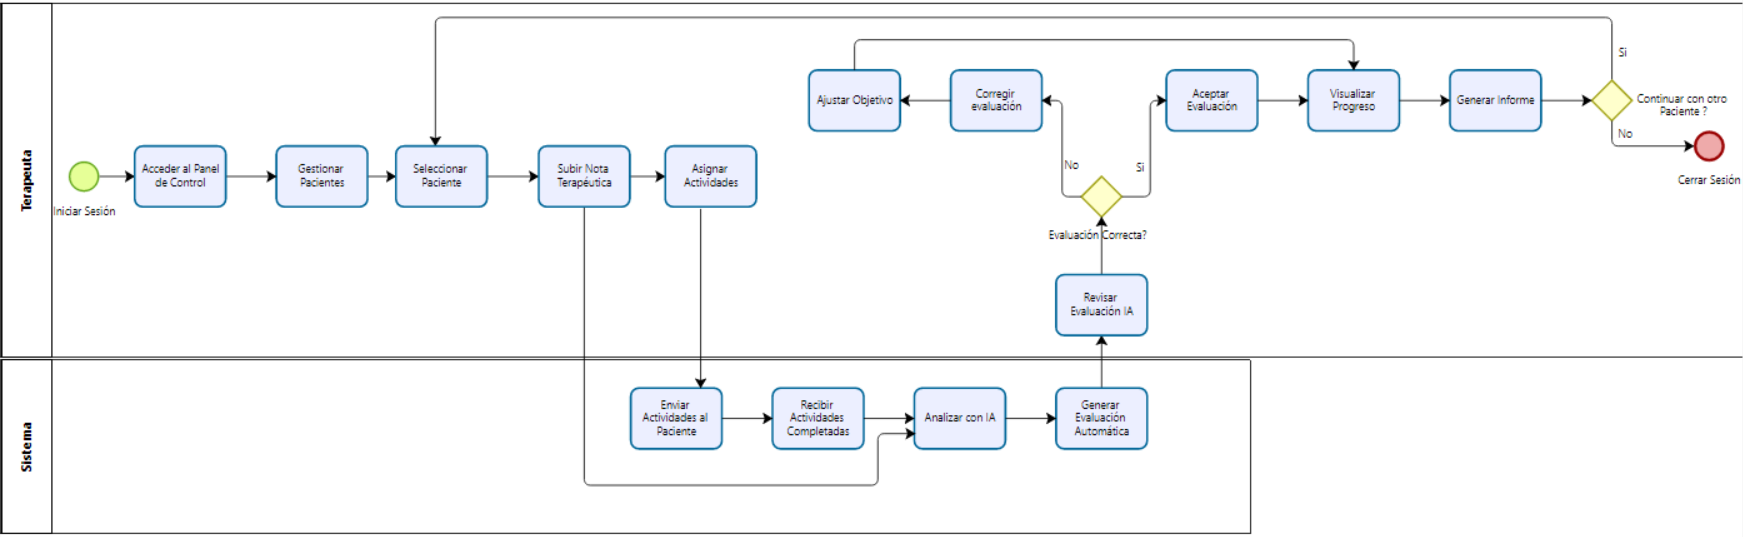 Terapeuta
Iniciar Sesión
Acceder al Panel
de Control
Gestionar
Pacientes
Seleccionar
Paciente
Subir Nota
Terapéutica
Asignar
Actividades
Ajustar Objetivo
Corregir
evaluación
No
Si
Evaluación Correcta?
Revisar
Evaluación IA
Aceptar
Evaluación
Visualizar
Progreso
Generar Informe
Si
Continuar con otro
Paciente ?
No
Cerrar Sesión
Sistema
Enviar
Actividades al
Paciente
Recibir
Actividades
Completadas
Analizar con IA
Generar
Evaluación
Automática